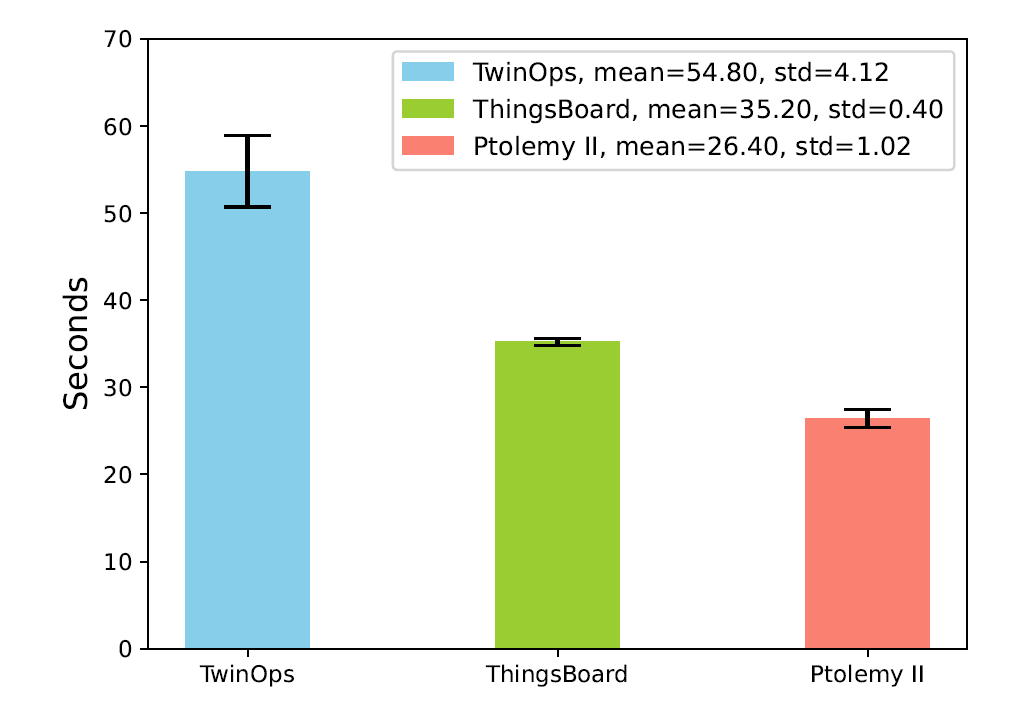 70
60
50
40
30
20
10
0
Seconds
TwinOps, mean=54.80, std=4.12
ThingsBoard, mean=35.20, std=0.40
Ptolemy II, mean=26.40, std=1.02
TwinOps
ThingsBoard
Ptolemy II